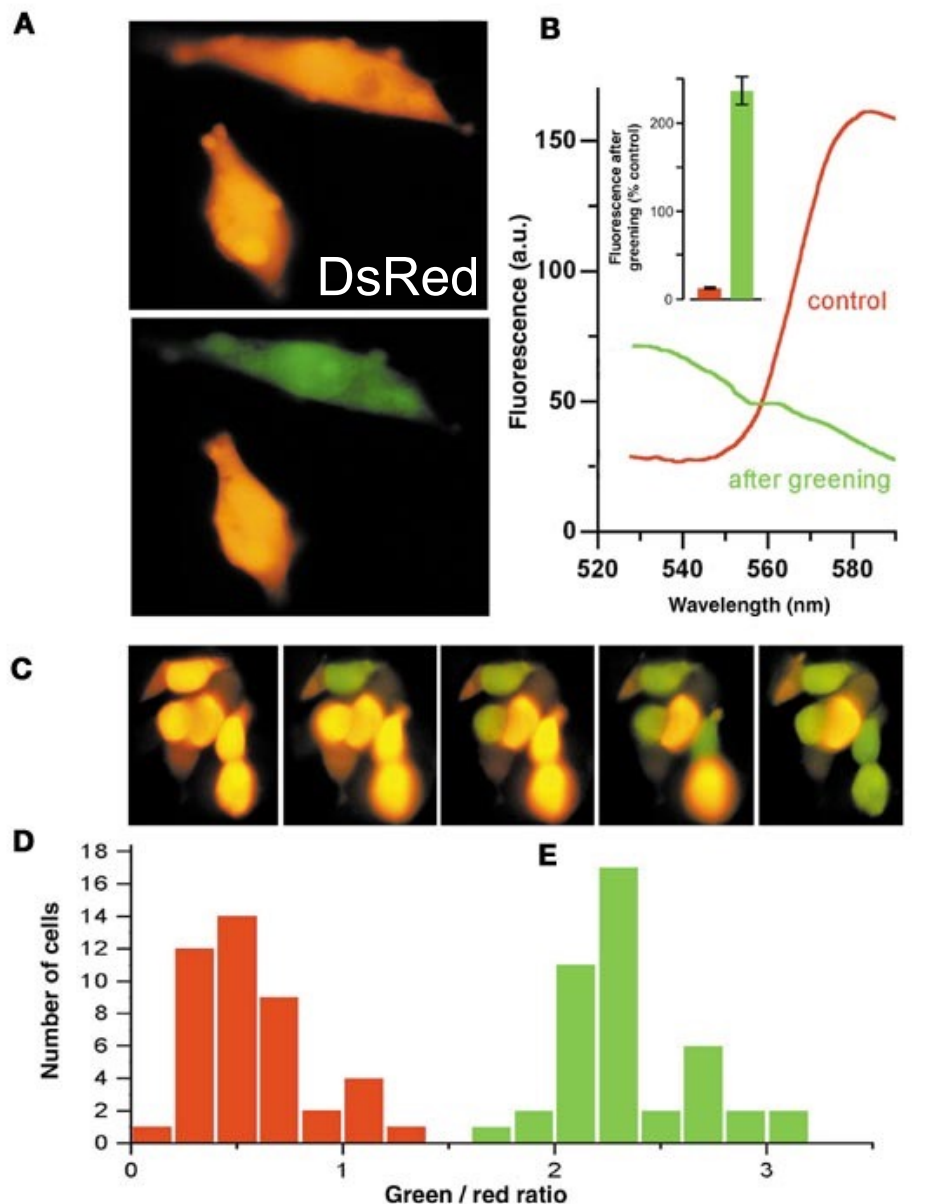 A
DsRed
B
Fluorescence (a.u.)
150
100
50
0
520 540 560 580
Wavelength (nm)
Fluorescence after
greening (% control)
200
100
0
control
after greening
C
D
E
Number of cells
18
16
14
12
10
8
6
4
2
0
0 1 2 3
Green / red ratio